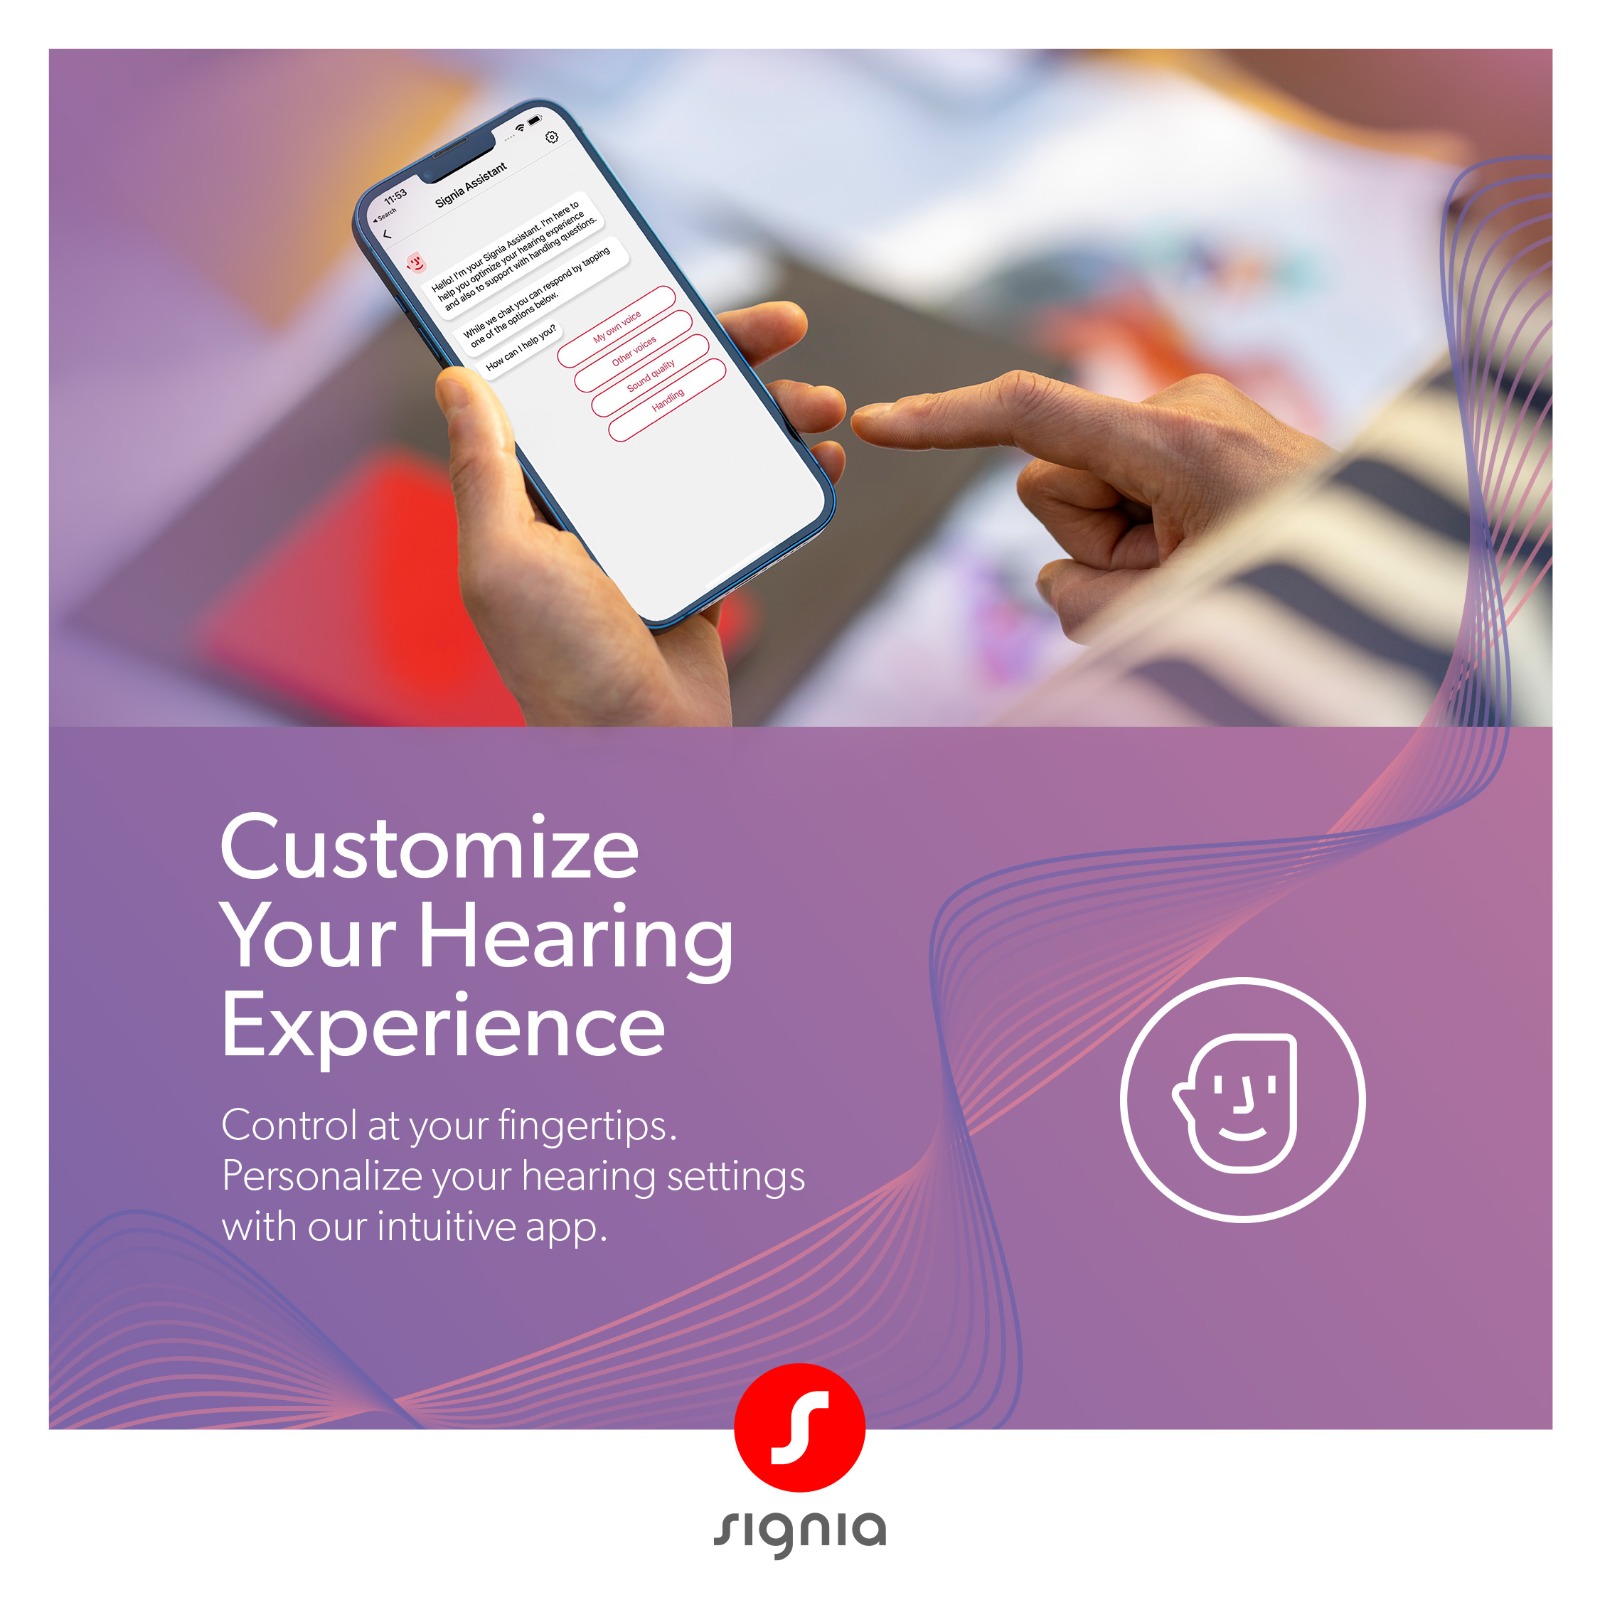 11:53
Search
Signia Assistant
Hello! I'm your Signia Assistant. I'm here to
help you optimize your hearing experience
and also to support with handling questions.
While we chat you can respond by tapping
one of the options below.
How can I help you?
My own voice
Other voices
Sound quality
Handling
Customize
Your Hearing
Experience
Control at your fingertips.
Personalize your hearing settings
with our intuitive app.
S
signia